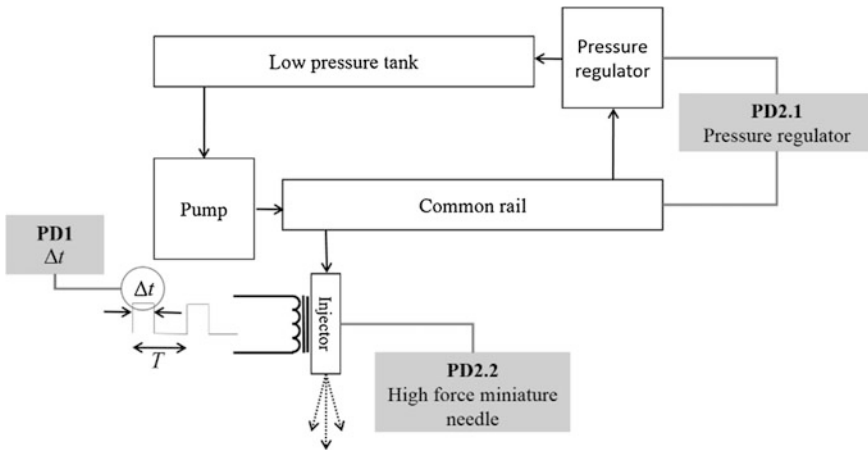 Low pressure tank
Pressure
regulator
PD2.1
Pressure regulator
Pump
Common rail
PD1
Δt
Δt
T
Injector
PD2.2
High force miniature
needle